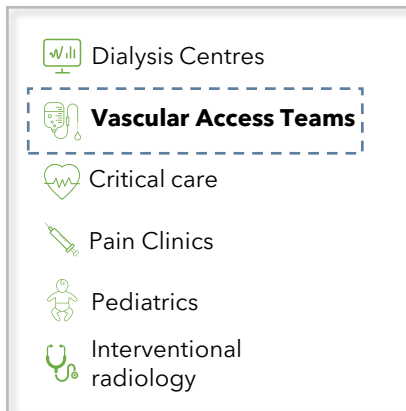 Dialysis Centres
Vascular Access Teams
Critical care
Pain Clinics
Pediatrics
Interventional
radiology